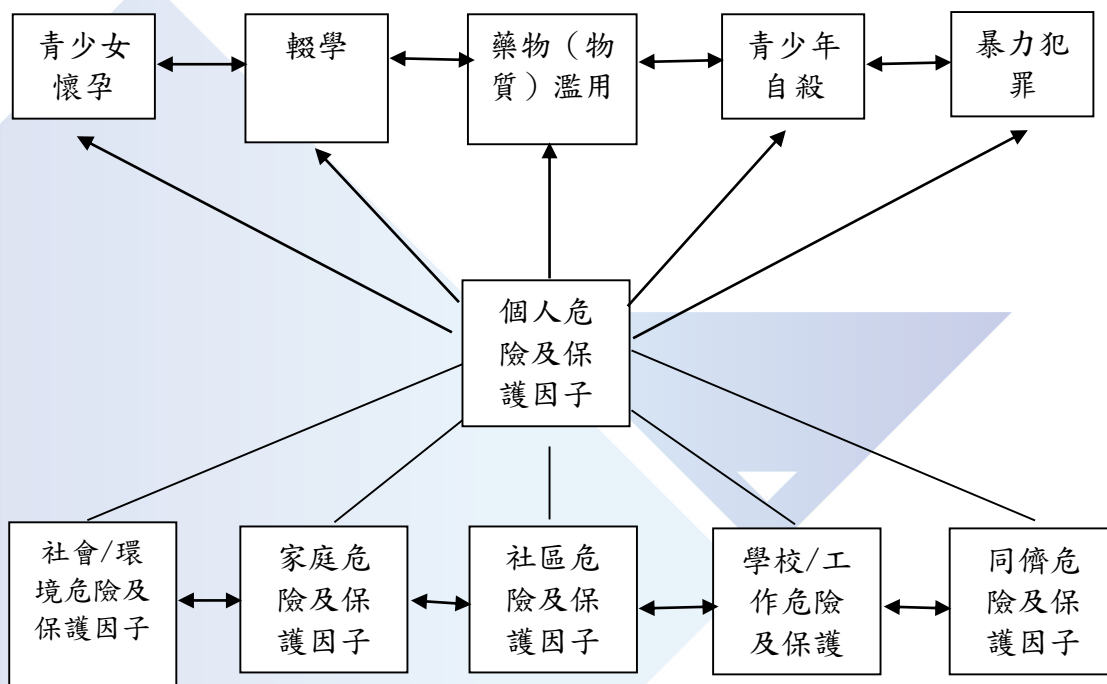 青少女
懷孕
輟學
藥物（物
質）濫用
青少年
自殺
暴力犯
罪
個人危
險及保
護因子
社會/環
境危險及
保護因子
家庭危
險及保
護因子
社區危
險及保
護因子
學校/工
作危險
及保護
同儕危
險及保
護因子